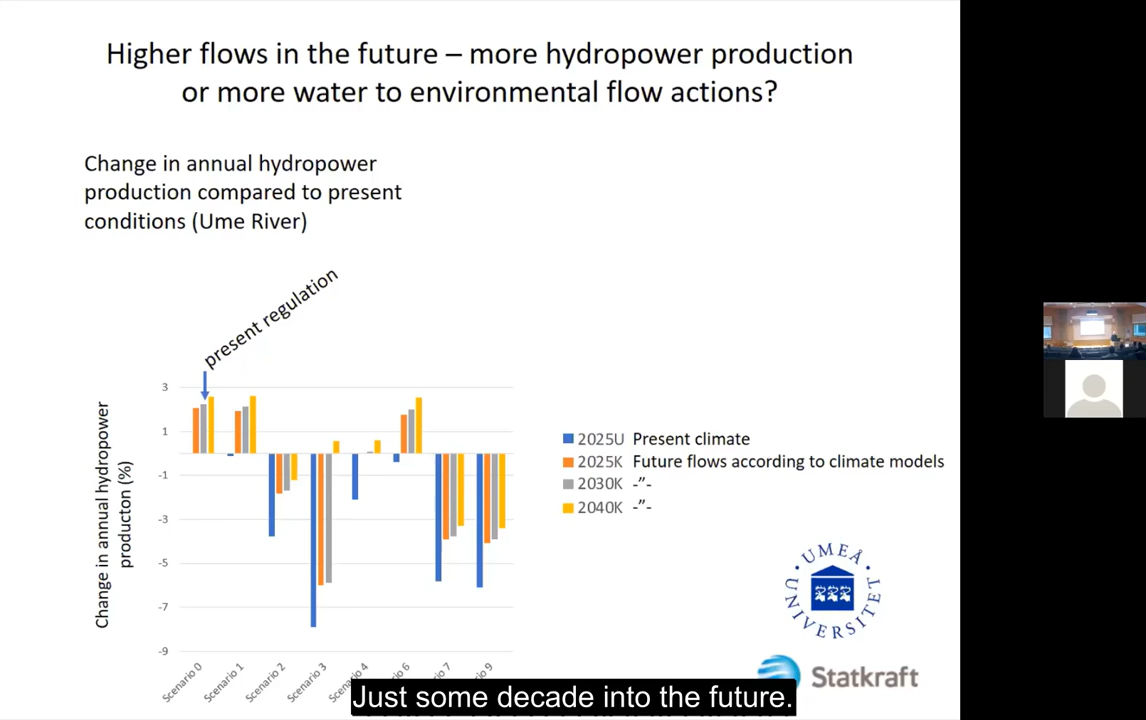 Higher flows in the future – more hydropower production
or more water to environmental flow actions?
Change in annual hydropower
production compared to present
conditions (Ume River)
present regulation
Change in annual hydropower
producton (%)
3
1
-1
-3
-5
-7
-9
Scenario 0
Scenario 1
Scenario 2
Scenario 3
Scenario 4
Scenario 6
Scenario 7
Scenario 9
2025U Present climate
2025K Future flows according to climate models
2030K -”-
2040K -”-
UMEÅ UNIVERSITET
Statkraft
Just some decade into the future.